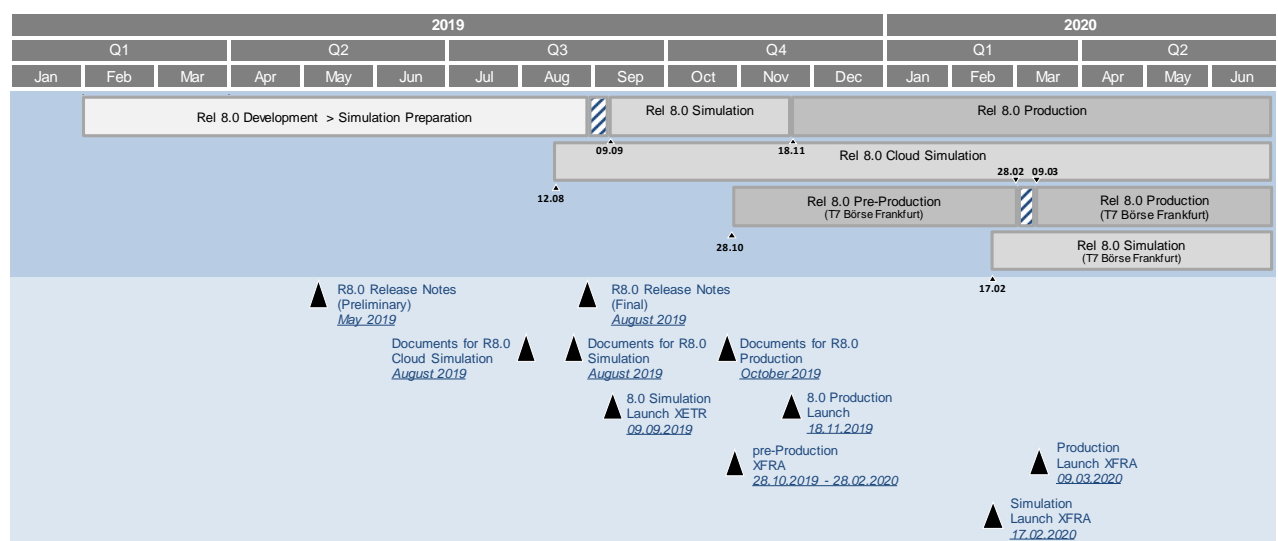 2019 2020
Q1 Q2 Q3 Q4 Q1 Q2
Jan Feb Mar Apr May Jun Jul Aug Sep Oct Nov Dec Jan Feb Mar Apr May Jun
Rel 8.0 Development > Simulation Preparation
Rel 8.0 Simulation
Rel 8.0 Production
09.09
18.11
Rel 8.0 Cloud Simulation
12.08
28.02 09.03
Rel 8.0 Pre-Production
(T7 Börse Frankfurt)
Rel 8.0 Production
(T7 Börse Frankfurt)
28.10
Rel 8.0 Simulation
(T7 Börse Frankfurt)
17.02
R8.0 Release Notes
(Preliminary)
May 2019
R8.0 Release Notes
(Final)
August 2019
Documents for R8.0
Cloud Simulation
August 2019
Documents for R8.0
Simulation
August 2019
Documents for R8.0
Production
October 2019
8.0 Simulation
Launch XETR
09.09.2019
8.0 Production
Launch
18.11.2019
pre-Production
XFRA
28.10.2019 - 28.02.2020
Production
Launch XFRA
09.03.2020
Simulation
Launch XFRA
17.02.2020